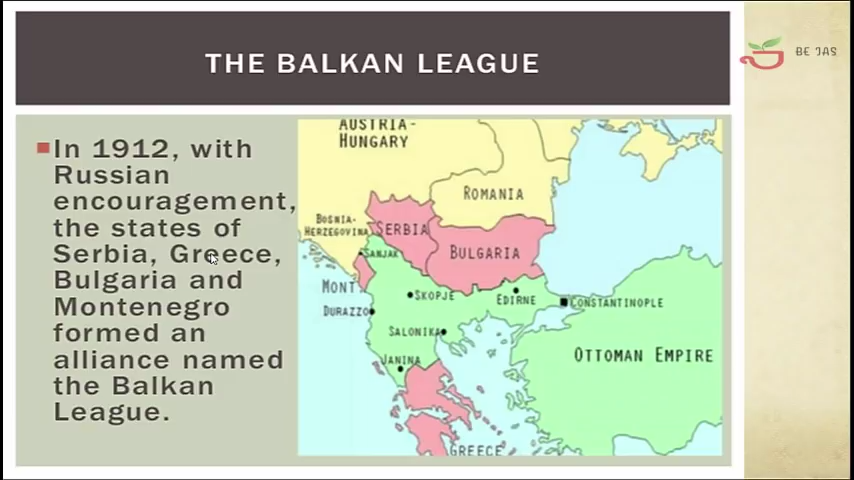 THE BALKAN LEAGUE
BE JAS
In 1912, with
Russian
encouragement,
the states of
Serbia, Greece,
Bulgaria and
Montenegro
formed an
alliance named
the Balkan
League.
AUSTRIA-
HUNGARY
ROMANIA
BOSNIA-
HERZEGOVINA
SERBIA
BULGARIA
SANJAK
MONT.
SKOPJE
EDIRNE
CONSTANTINOPLE
DURAZZO
SALONIKA
OTTOMAN EMPIRE
JANINA
GREECE